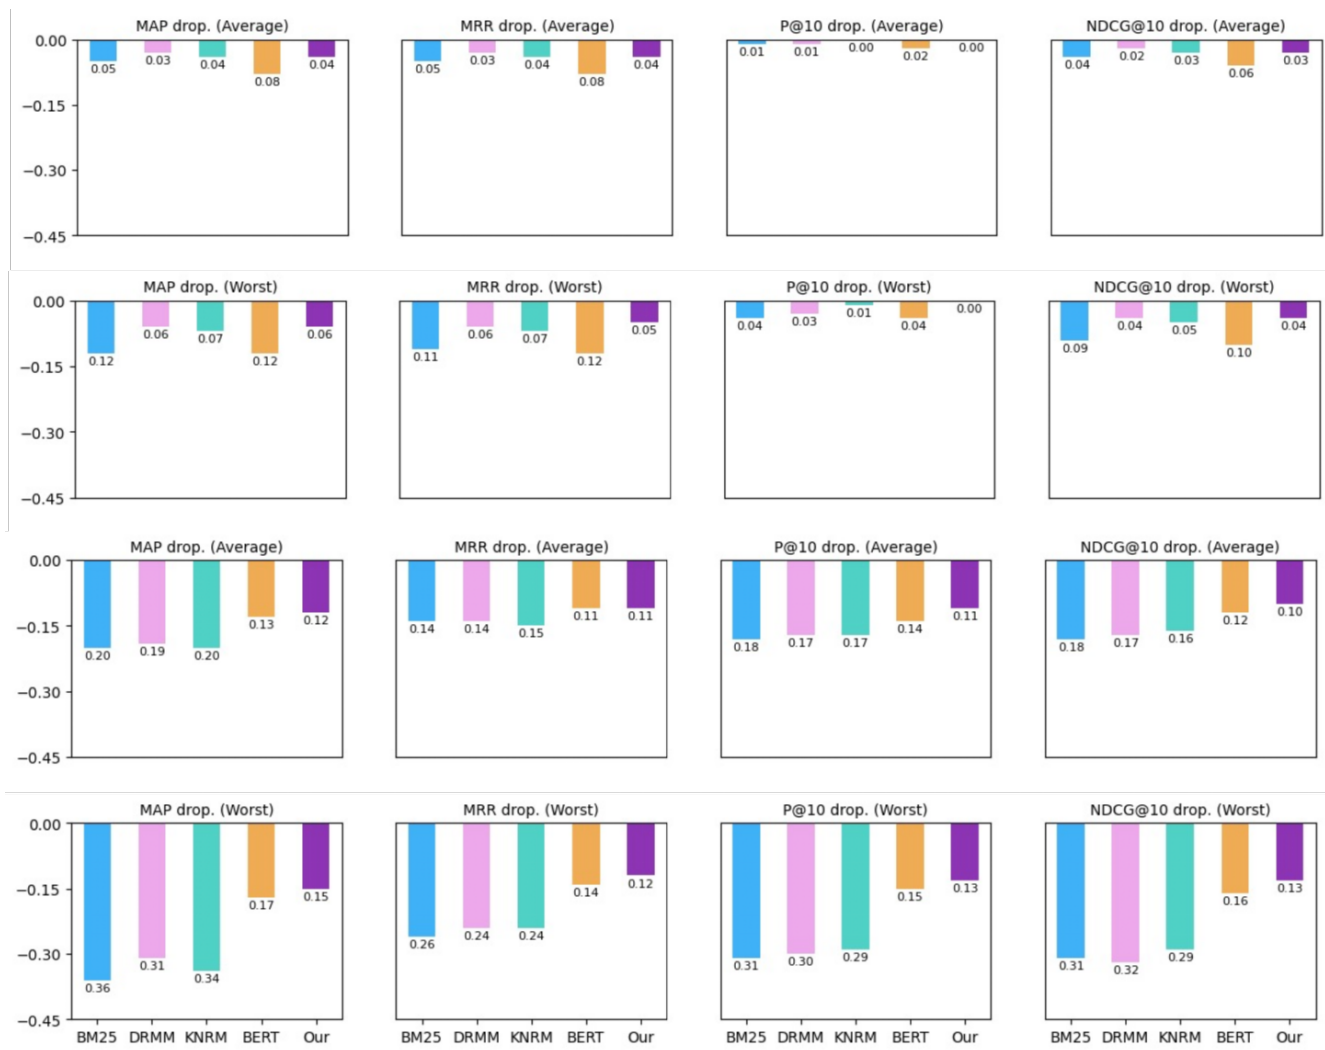 MAP drop. (Average)
MRR drop. (Average)
P@10 drop. (Average)
NDCG@10 drop. (Average)
0.00
−0.15
−0.30
−0.45
0.05 0.03 0.04 0.08 0.04
0.05 0.03 0.04 0.08 0.04
0.01 0.01 0.00 0.02 0.00
0.04 0.02 0.03 0.06 0.03
MAP drop. (Worst)
MRR drop. (Worst)
P@10 drop. (Worst)
NDCG@10 drop. (Worst)
0.00
−0.15
−0.30
−0.45
0.12 0.06 0.07 0.12 0.06
0.11 0.06 0.07 0.12 0.05
0.04 0.03 0.01 0.04 0.00
0.09 0.04 0.05 0.10 0.04
MAP drop. (Average)
MRR drop. (Average)
P@10 drop. (Average)
NDCG@10 drop. (Average)
0.00
−0.15
−0.30
−0.45
0.20 0.19 0.20 0.13 0.12
0.14 0.14 0.15 0.11 0.11
0.18 0.17 0.17 0.14 0.11
0.18 0.17 0.16 0.12 0.10
MAP drop. (Worst)
MRR drop. (Worst)
P@10 drop. (Worst)
NDCG@10 drop. (Worst)
0.00
−0.15
−0.30
−0.45
0.36 0.31 0.34 0.17 0.15
0.26 0.24 0.24 0.14 0.12
0.31 0.30 0.29 0.15 0.13
0.31 0.32 0.29 0.16 0.13
BM25 DRMM KNRM BERT Our
BM25 DRMM KNRM BERT Our
BM25 DRMM KNRM BERT Our
BM25 DRMM KNRM BERT Our